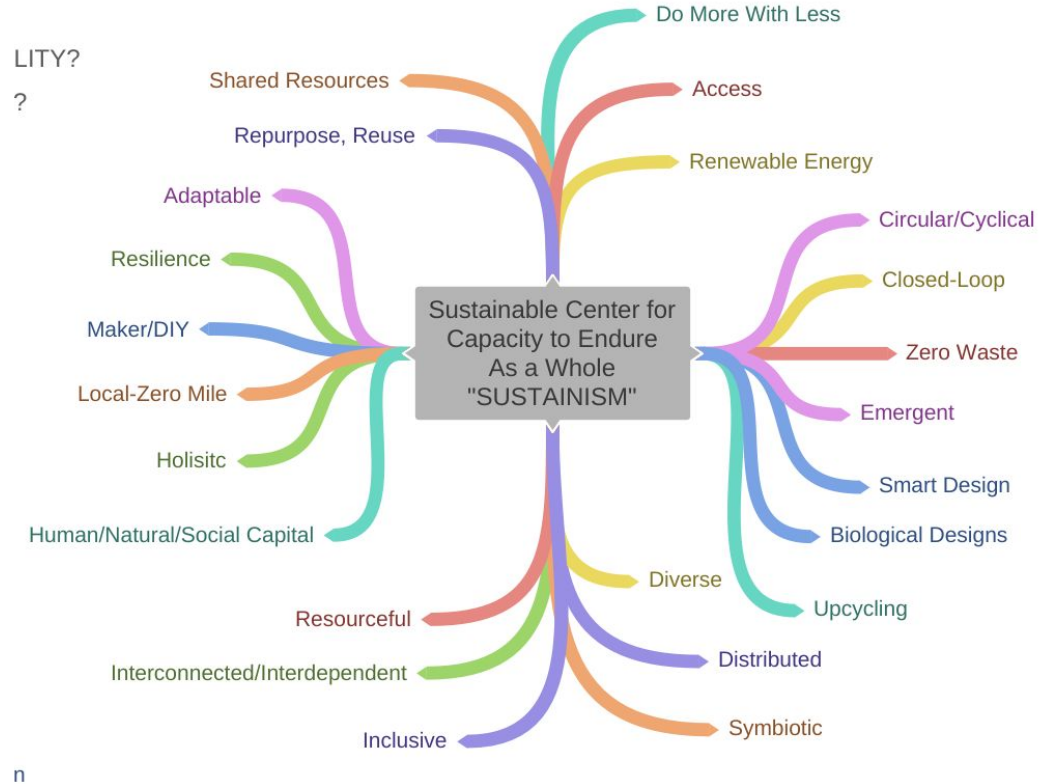 Do More With Less
LITY?
Shared Resources
Access
?
Repurpose, Reuse
Renewable Energy
Adaptable
Circular/Cyclical
Resilience
Closed-Loop
Sustainable Center for
Capacity to Endure
As a Whole
"SUSTAINISM"
Maker/DIY
Zero Waste
Local-Zero Mile
Emergent
Holisitc
Smart Design
Human/Natural/Social Capital
Biological Designs
Diverse
Upcycling
Resourceful
Distributed
Interconnected/Interdependent
Symbiotic
Inclusive
n